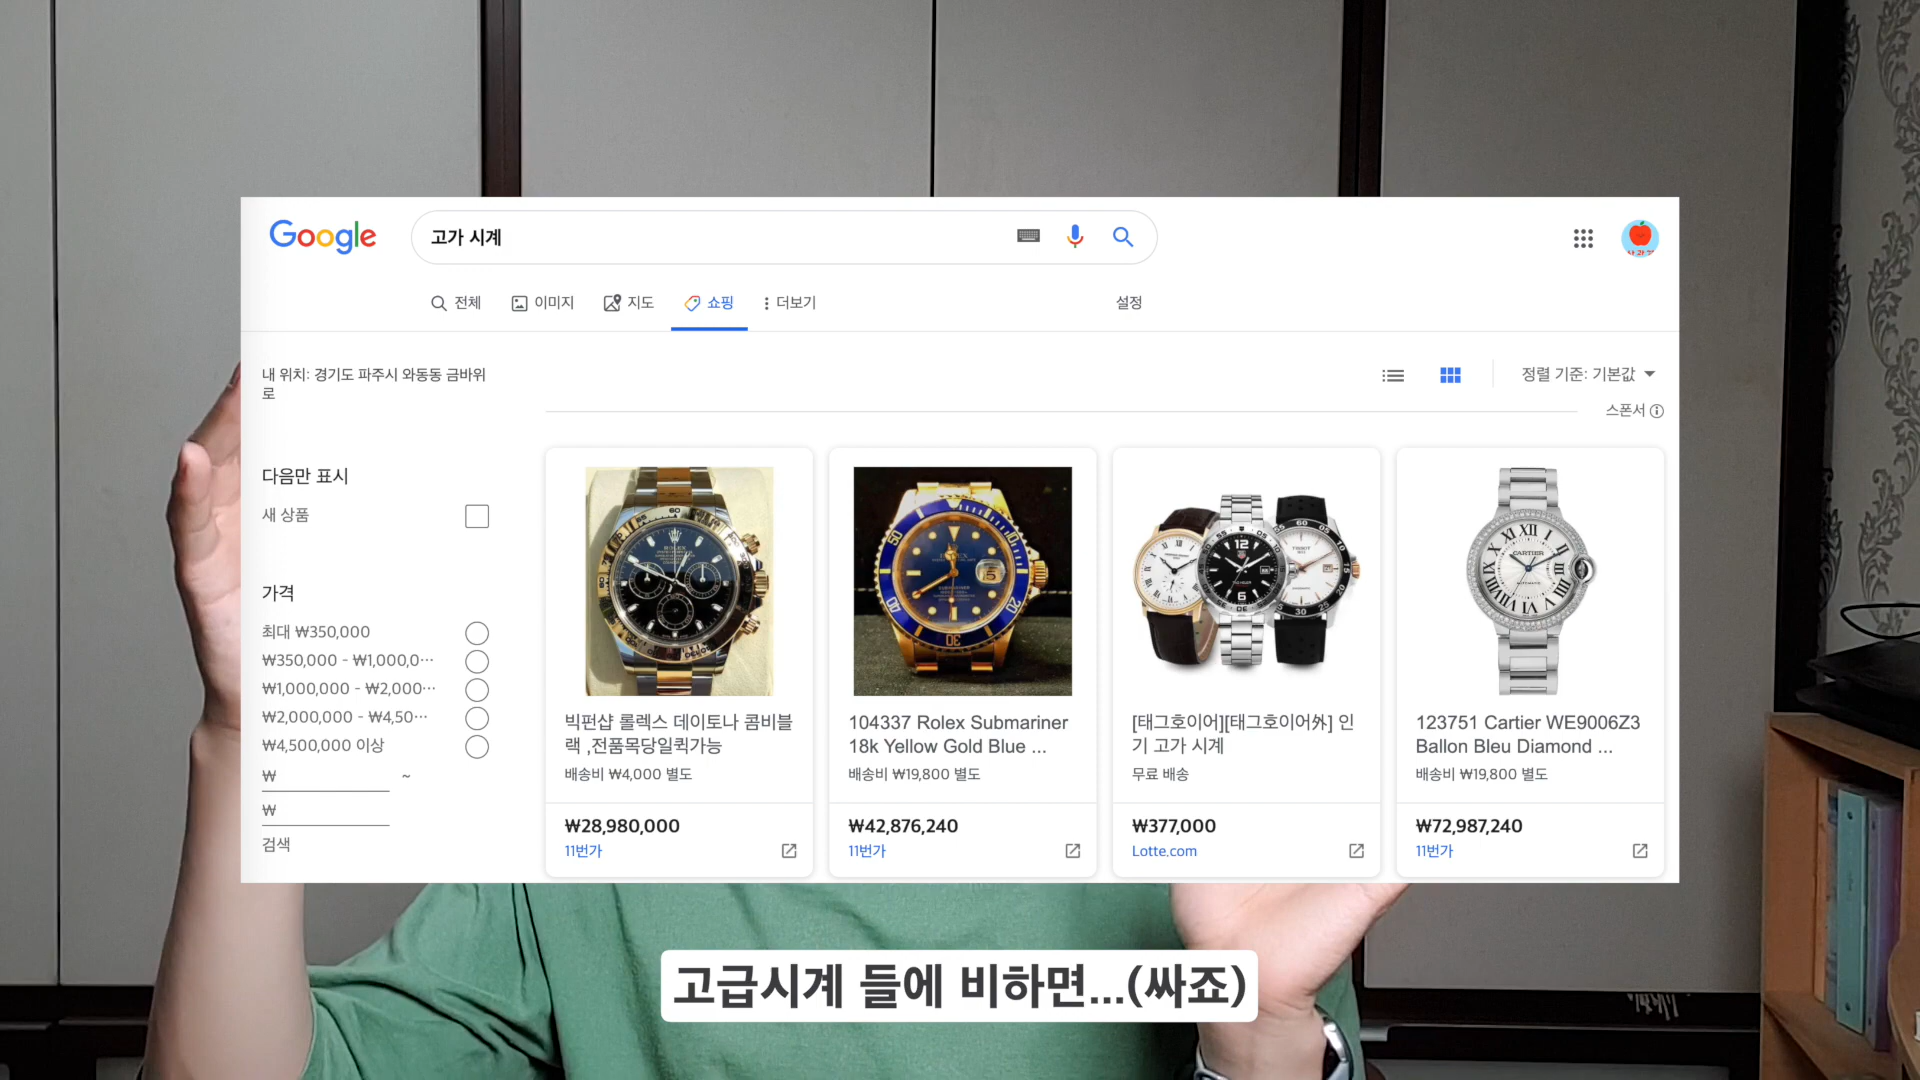 Google
고가 시계
전체
이미지
지도
쇼핑
더보기
설정
내 위치: 경기도 파주시 와동동 금바위
로
정렬 기준: 기본값
스폰서
다음만 표시
새 상품
가격
최대 ₩350,000
₩350,000 - ₩1,000,0…
₩1,000,000 - ₩2,000…
₩2,000,000 - ₩4,50…
₩4,500,000 이상
₩ ~
₩
검색
빅펀샵 롤렉스 데이토나 콤비블
랙 ,전품목당일퀵가능
배송비 ₩4,000 별도
₩28,980,000
11번가
104337 Rolex Submariner
18k Yellow Gold Blue ...
배송비 ₩19,800 별도
₩42,876,240
11번가
[태그호이어][태그호이어外] 인
기 고가 시계
무료 배송
₩377,000
Lotte.com
123751 Cartier WE9006Z3
Ballon Bleu Diamond ...
배송비 ₩19,800 별도
₩72,987,240
11번가
고급시계 들에 비하면...(싸죠)